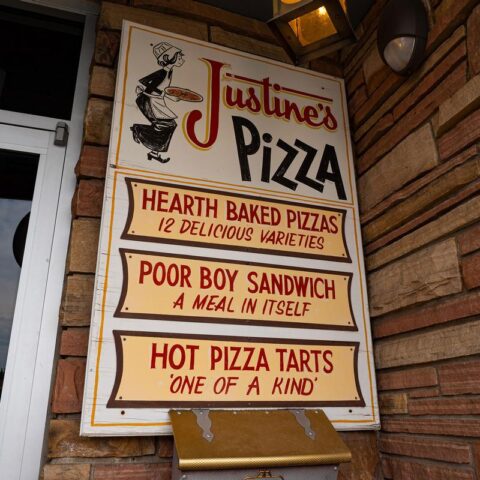 Justine's
PizzA
HEARTH BAKED PIZZAS
12 DELICIOUS VARIETIES
POOR BOY SANDWICH
A MEAL IN ITSELF
HOT PIZZA TARTS
'ONE OF A KIND'